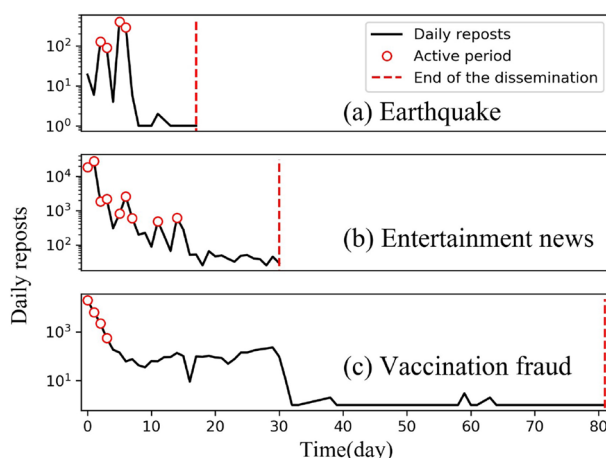 Daily reposts
Active period
End of the dissemination
10²
10¹
10⁰
(a) Earthquake
10⁴
10³
10²
(b) Entertainment news
Daily reposts
10³
10¹
(c) Vaccination fraud
0 10 20 30 40 50 60 70 80
Time(day)